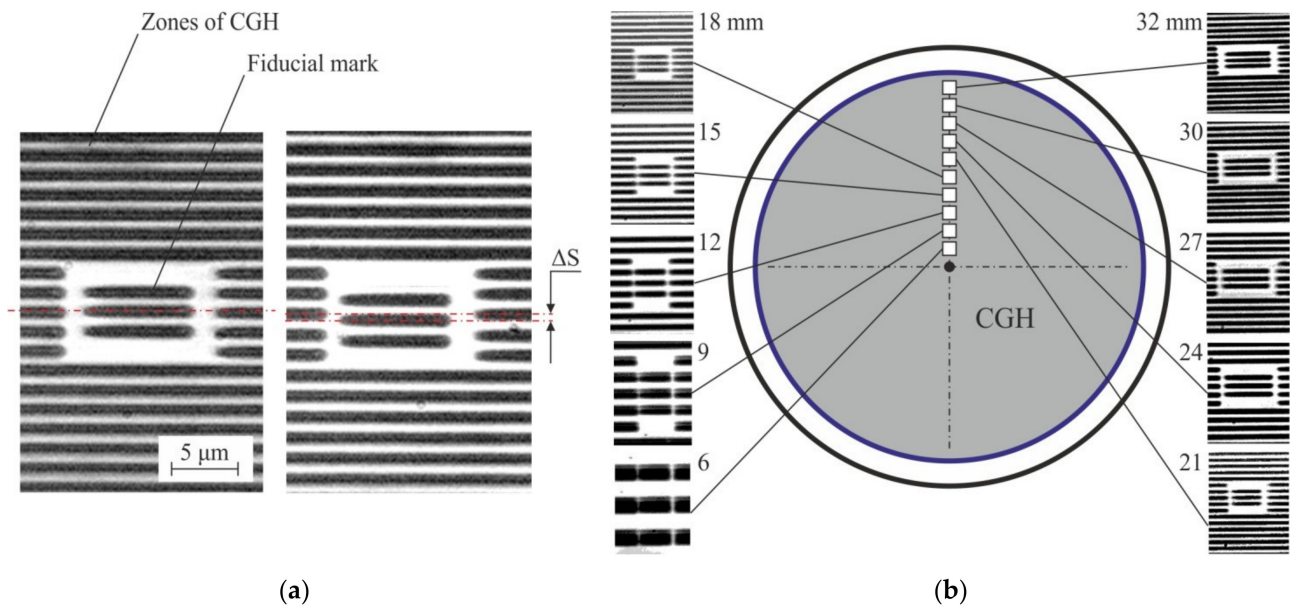 Zones of CGH
Fiducial mark
ΔS
5 μm
(a)
18 mm
15
12
9
6
32 mm
30
27
24
21
CGH
(b)